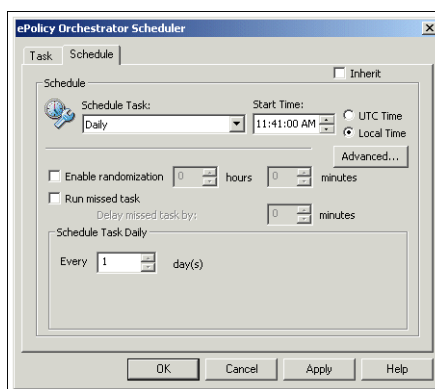 ePolicy Orchestrator Scheduler
Task Schedule
Inherit
Schedule
Schedule Task: Start Time:
Daily 11:41:00 AM UTC Time
Local Time
Advanced...
Enable randomization 0 hours 0 minutes
Run missed task
Delay missed task by: 0 minutes
Schedule Task Daily
Every 1 day(s)
OK Cancel Apply Help